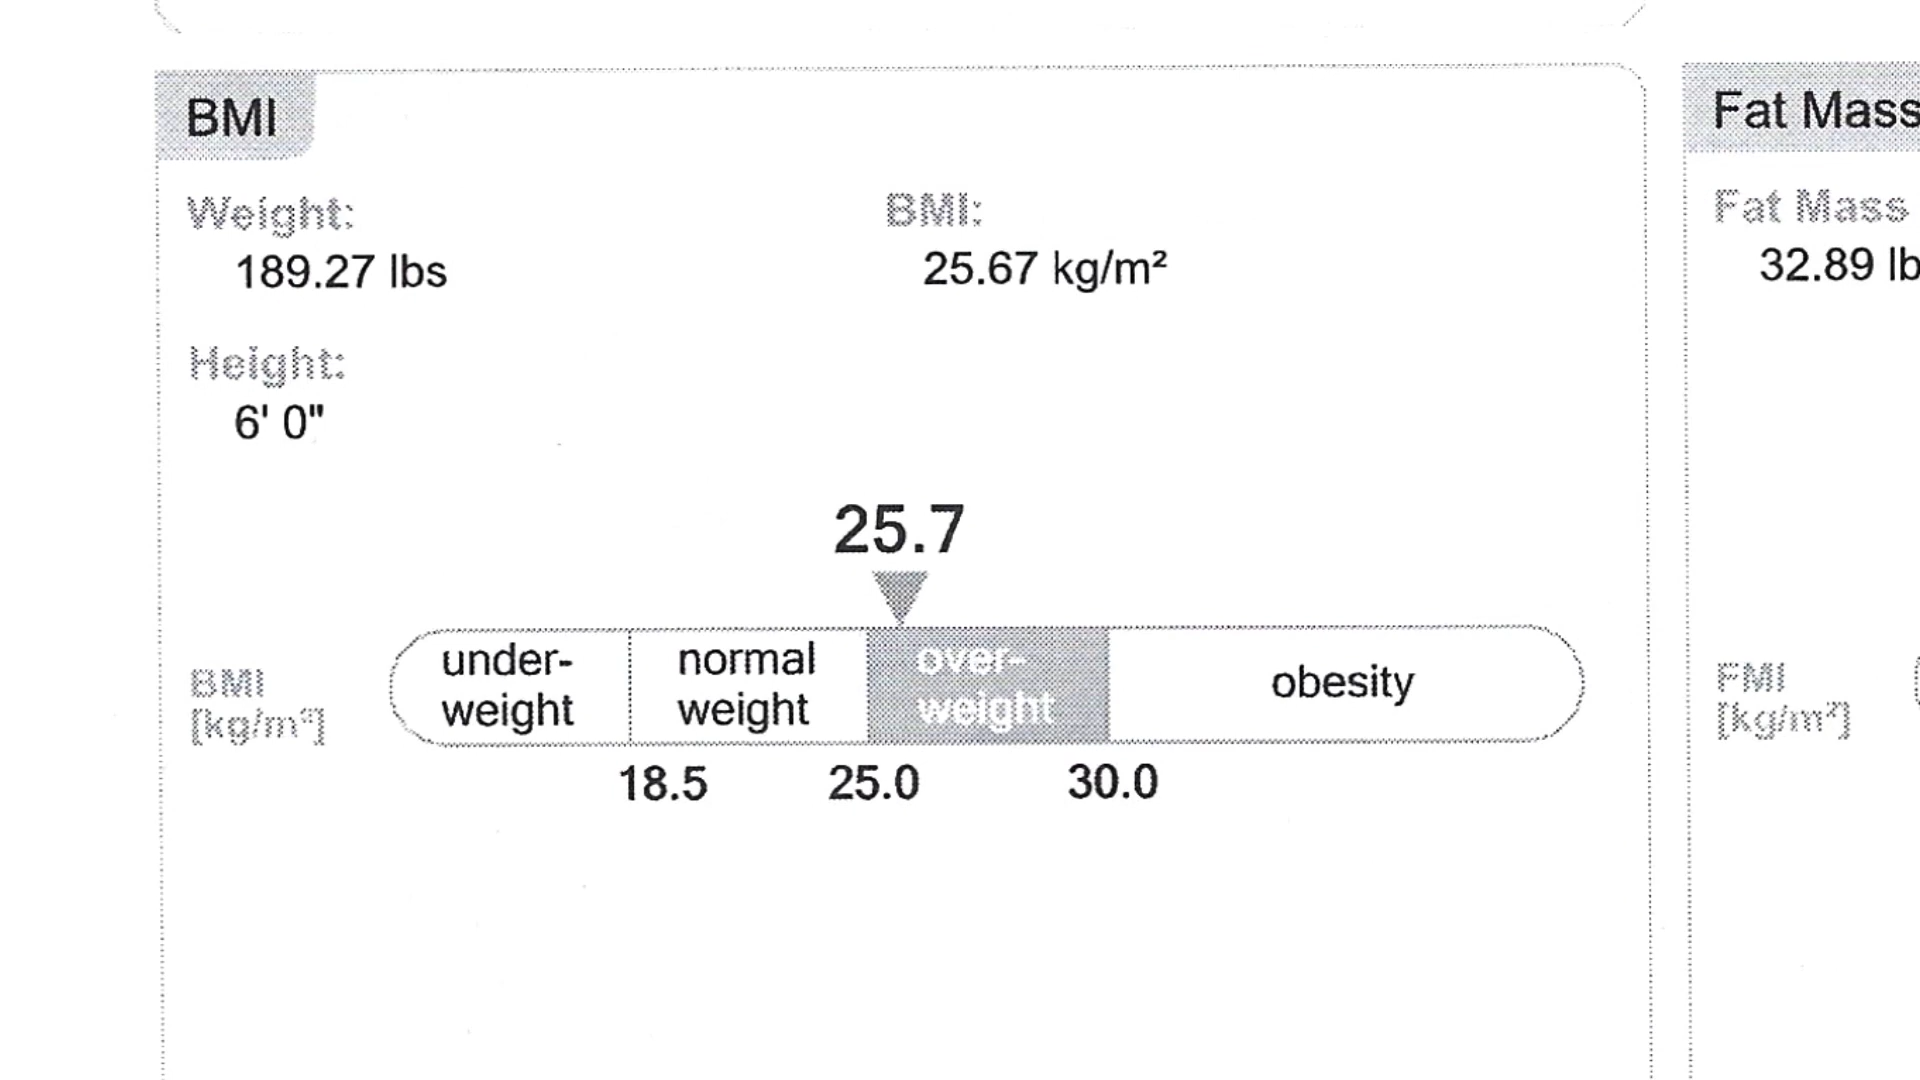 BMI
Weight:
189.27 lbs
BMI:
25.67 kg/m²
Height:
6' 0"
25.7
BMI
[kg/m²]
under-
weight
normal
weight
over-
weight
obesity
18.5
25.0
30.0
Fat Mass
Fat Mass
32.89 lb
FMI
[kg/m²]